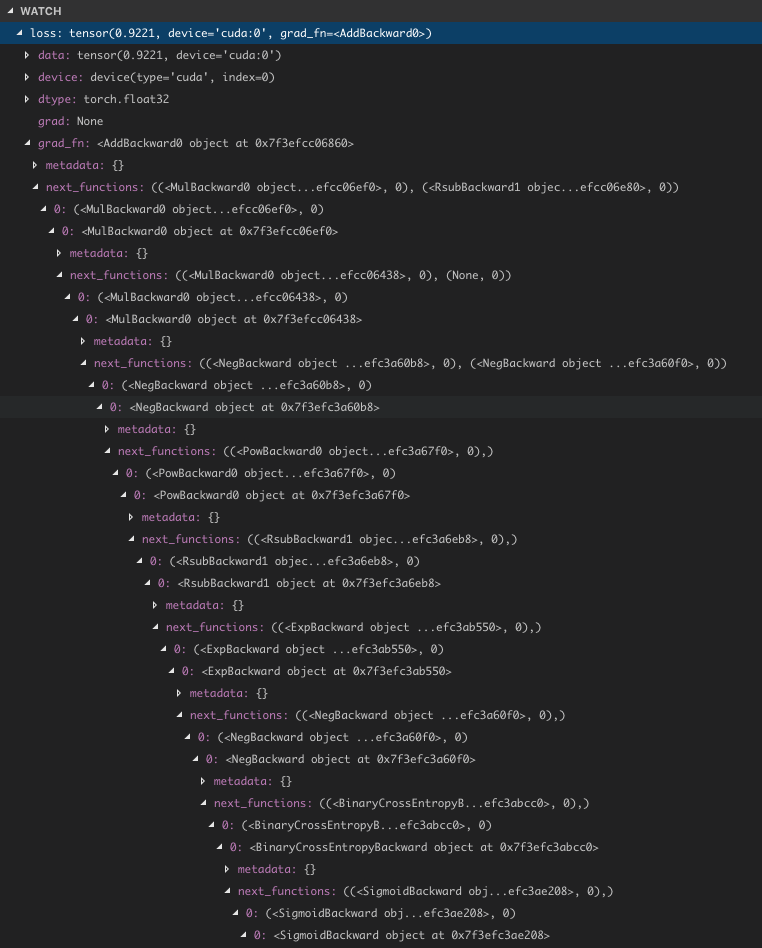 WATCH
loss: tensor(0.9221, device='cuda:0', grad_fn=<AddBackward0>)
data: tensor(0.9221, device='cuda:0')
device: device(type='cuda', index=0)
dtype: torch.float32
grad: None
grad_fn: <AddBackward0 object at 0x7f3efcc06860>
metadata: {}
next_functions: ((<MulBackward0 object...efcc06ef0>, 0), (<RsubBackward1 objec...efcc06e80>, 0))
0: (<MulBackward0 object...efcc06ef0>, 0)
0: <MulBackward0 object at 0x7f3efcc06ef0>
metadata: {}
next_functions: ((<MulBackward0 object...efcc06438>, 0), (None, 0))
0: (<MulBackward0 object...efcc06438>, 0)
0: <MulBackward0 object at 0x7f3efcc06438>
metadata: {}
next_functions: ((<NegBackward object ...efc3a60b8>, 0), (<NegBackward object ...efc3a60f0>, 0))
0: (<NegBackward object ...efc3a60b8>, 0)
0: <NegBackward object at 0x7f3efc3a60b8>
metadata: {}
next_functions: ((<PowBackward0 object...efc3a67f0>, 0),)
0: (<PowBackward0 object...efc3a67f0>, 0)
0: <PowBackward0 object at 0x7f3efc3a67f0>
metadata: {}
next_functions: ((<RsubBackward1 objec...efc3a6eb8>, 0),)
0: (<RsubBackward1 objec...efc3a6eb8>, 0)
0: <RsubBackward1 object at 0x7f3efc3a6eb8>
metadata: {}
next_functions: ((<ExpBackward object ...efc3ab550>, 0),)
0: (<ExpBackward object ...efc3ab550>, 0)
0: <ExpBackward object at 0x7f3efc3ab550>
metadata: {}
next_functions: ((<NegBackward object ...efc3a60f0>, 0),)
0: (<NegBackward object ...efc3a60f0>, 0)
0: <NegBackward object at 0x7f3efc3a60f0>
metadata: {}
next_functions: ((<BinaryCrossEntropyB...efc3abcc0>, 0),)
0: (<BinaryCrossEntropyB...efc3abcc0>, 0)
0: <BinaryCrossEntropyBackward object at 0x7f3efc3abcc0>
metadata: {}
next_functions: ((<SigmoidBackward obj...efc3ae208>, 0),)
0: (<SigmoidBackward obj...efc3ae208>, 0)
0: <SigmoidBackward object at 0x7f3efc3ae208>